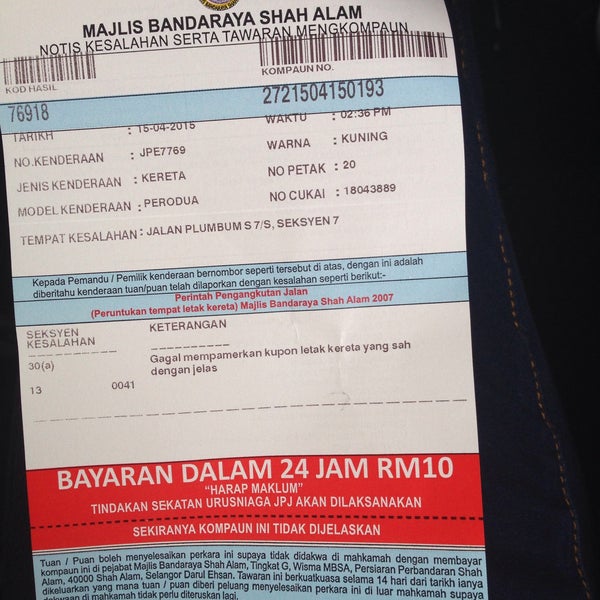 MAJLIS BANDARAYA SHAH ALAM
NOTIS KESALAHAN SERTA TAWARAN MENGKOMPAUN
KOD HASIL
KOMPAUN NO.
76918
2721504150193
TARIKH : 15-04-2015
WAKTU : 02:36 PM
NO.KENDERAAN : JPE7769
WARNA : KUNING
JENIS KENDERAAN : KERETA
NO PETAK : 20
MODEL KENDERAAN : PERODUA
NO CUKAI : 18043889
TEMPAT KESALAHAN : JALAN PLUMBUM S 7/S, SEKSYEN 7
Kepada Pemandu / Pemilik kenderaan bernombor seperti tersebut di atas, dengan ini adalah
diberitahu kenderaan tuan/puan telah dilaporkan dengan kesalahan seperti berikut:-
Perintah Pengangkutan Jalan
(Peruntukan tempat letak kereta) Majlis Bandaraya Shah Alam 2007
SEKSYEN
KESALAHAN
KETERANGAN
30(a)
Gagal mempamerkan kupon letak kereta yang sah
dengan jelas
13 0041
BAYARAN DALAM 24 JAM RM10
"HARAP MAKLUM"
TINDAKAN SEKATAN URUSNIAGA JPJ AKAN DILAKSANAKAN
SEKIRANYA KOMPAUN INI TIDAK DIJELASKAN
Tuan / Puan boleh menyelesaikan perkara ini supaya tidak didakwa di mahkamah dengan membayar
kompaun ini di pejabat Majlis Bandaraya Shah Alam, Tingkat G, Wisma MBSA, Persiaran Perbandaran Shah
Alam, 40000 Shah Alam, Selangor Darul Ehsan. Tawaran ini berkuatkuasa selama 14 hari dari tarikh ianya
dikeluarkan yang mana tuan / puan diberi peluang menyelesaikan perkara ini di luar mahkamah supaya
dakwaan di mahkamah tidak perlu diteruskan lagi.